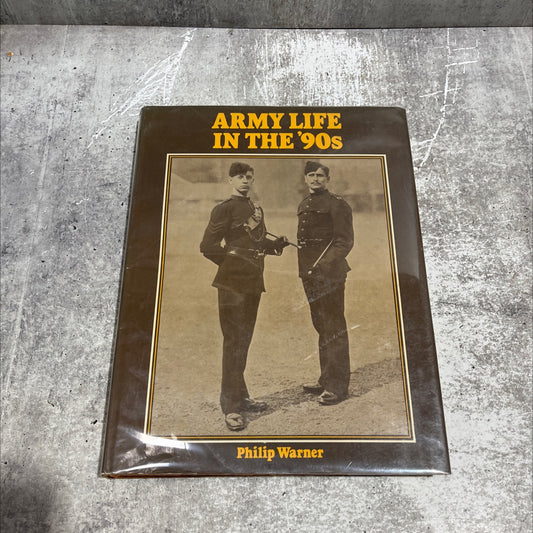 ARMY LIFE
IN THE '90s
Philip Warner